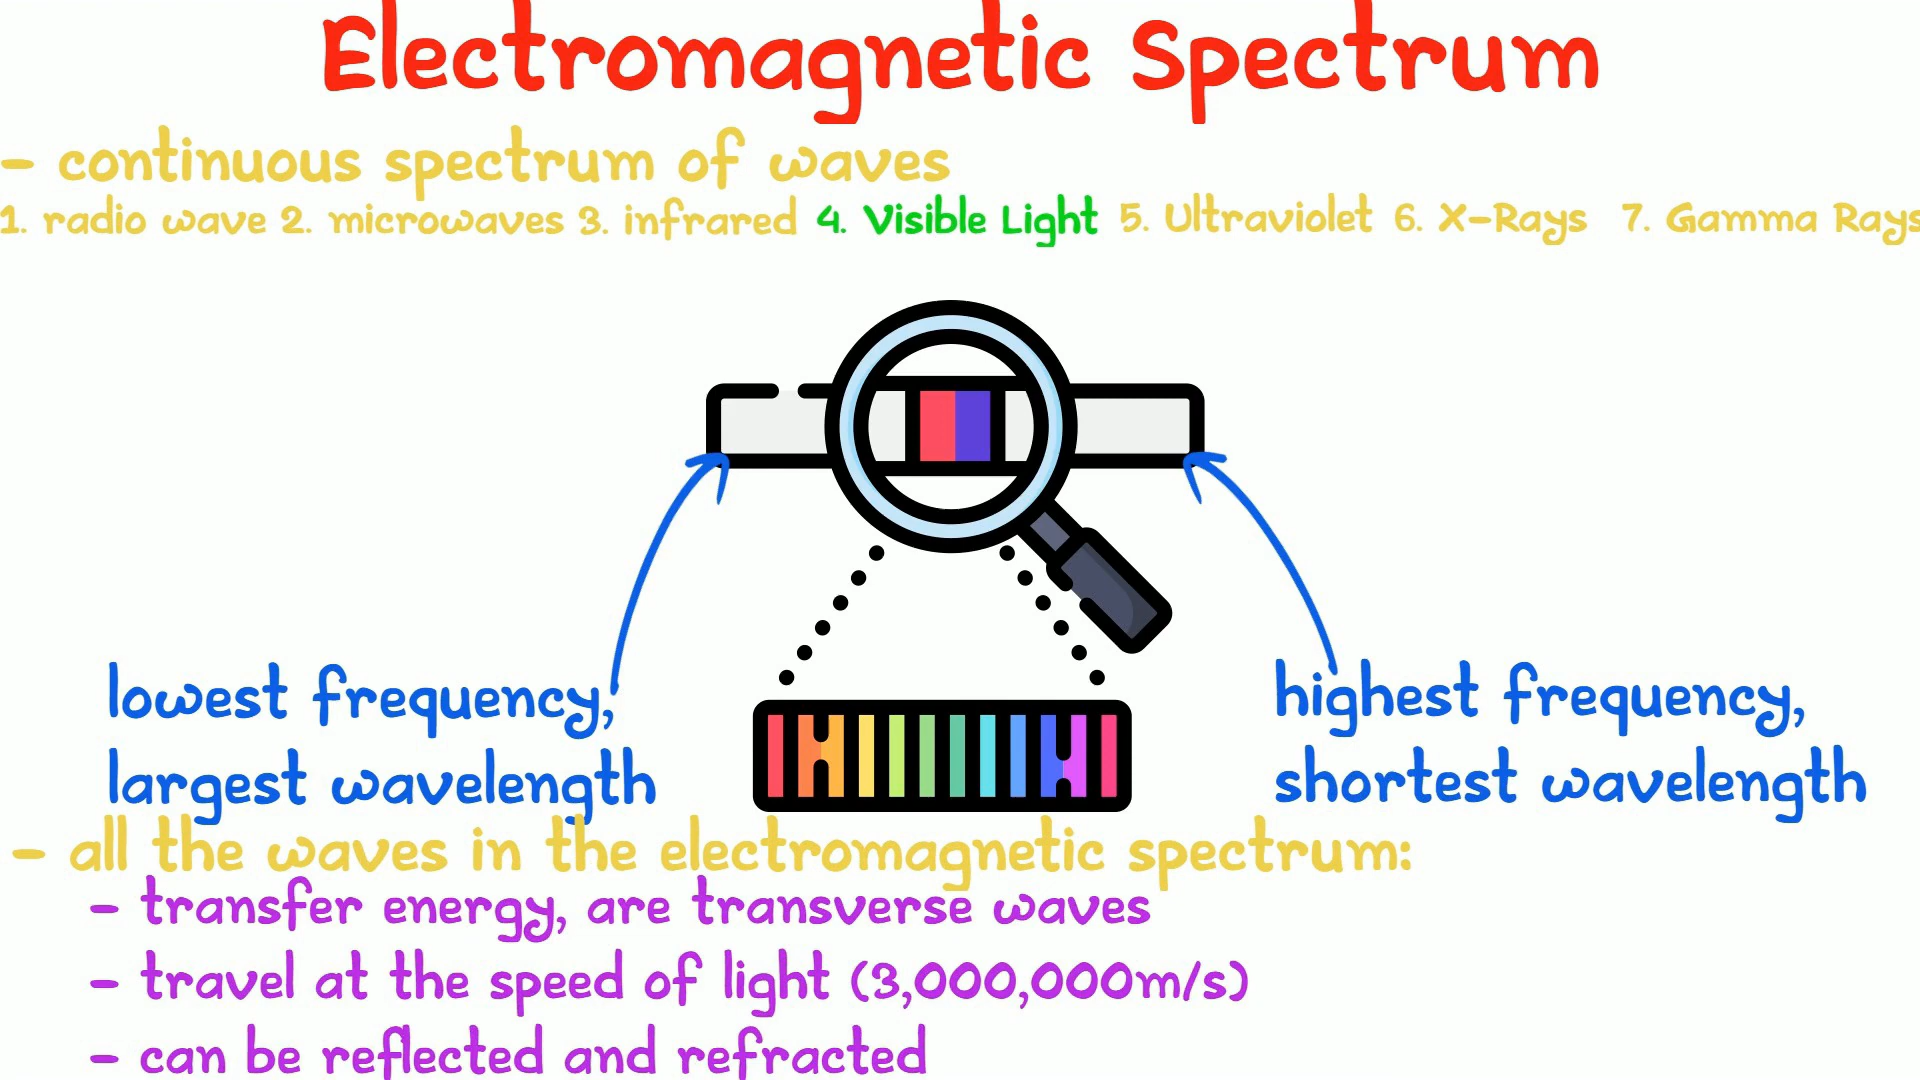 Electromagnetic Spectrum
- continuous spectrum of waves
1. radio wave 2. microwaves 3. infrared 4. Visible Light 5. Ultraviolet 6. X-Rays 7. Gamma Rays
lowest frequency,
largest wavelength
highest frequency,
shortest wavelength
- all the waves in the electromagnetic spectrum:
- transfer energy, are transverse waves
- travel at the speed of light (3,000,000m/s)
- can be reflected and refracted